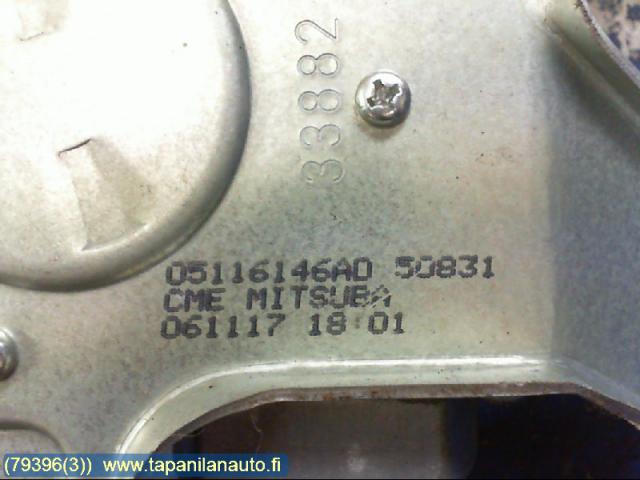 33882
05116146AD 50831
CME MITSUBA
061117 18:01
(79396(3)) www.tapanilanauto.fi